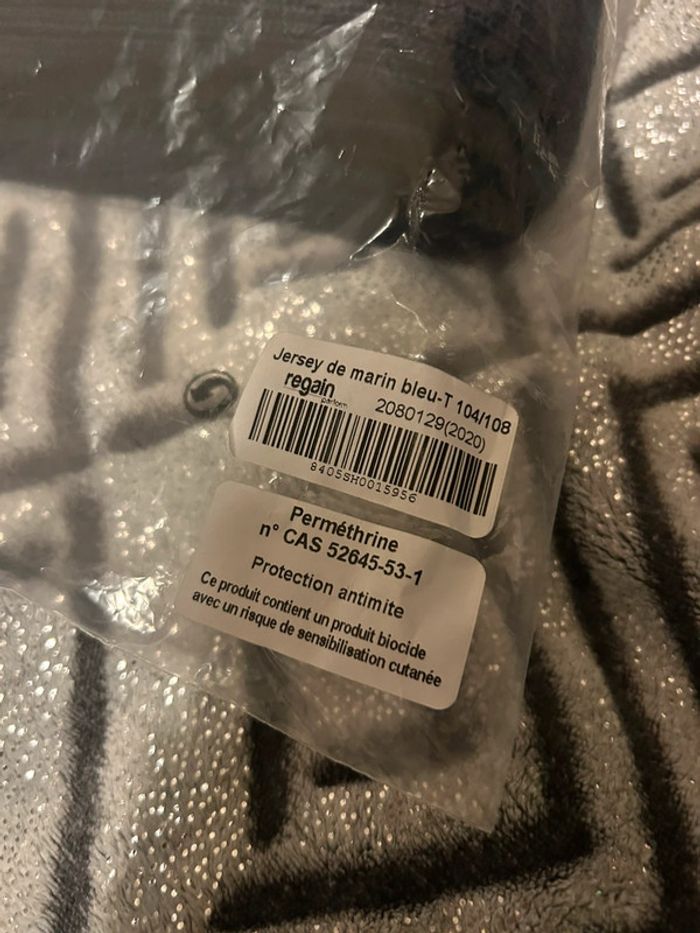 Jersey de marin bleu-T 104/108
regain
parform
2080129(2020)
8405SH0015956
Perméthrine
n° CAS 52645-53-1
Protection antimite
Ce produit contient un produit biocide
avec un risque de sensibilisation cutanée